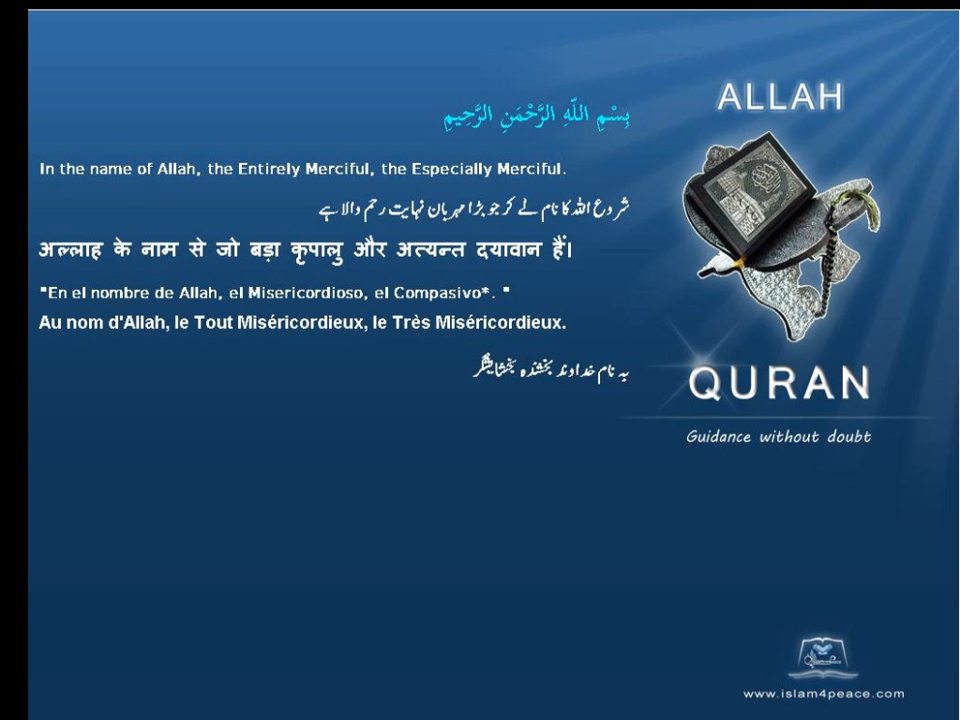 بِسْمِ اللّهِ الرَّحْمَنِ الرَّحِيمِ
In the name of Allah, the Entirely Merciful, the Especially Merciful.
شروع الله کا نام لے کر جو بڑا مہربان نہایت رحم والا ہے
अल्लाह के नाम से जो बड़ा कृपालु और अत्यन्त दयावान हैं।
"En el nombre de Allah, el Misericordioso, el Compasivo*. "
Au nom d'Allah, le Tout Miséricordieux, le Très Miséricordieux.
به نام خداوند بخشنده بخشایشگر
ALLAH
QURAN
Guidance without doubt
www.islam4peace.com